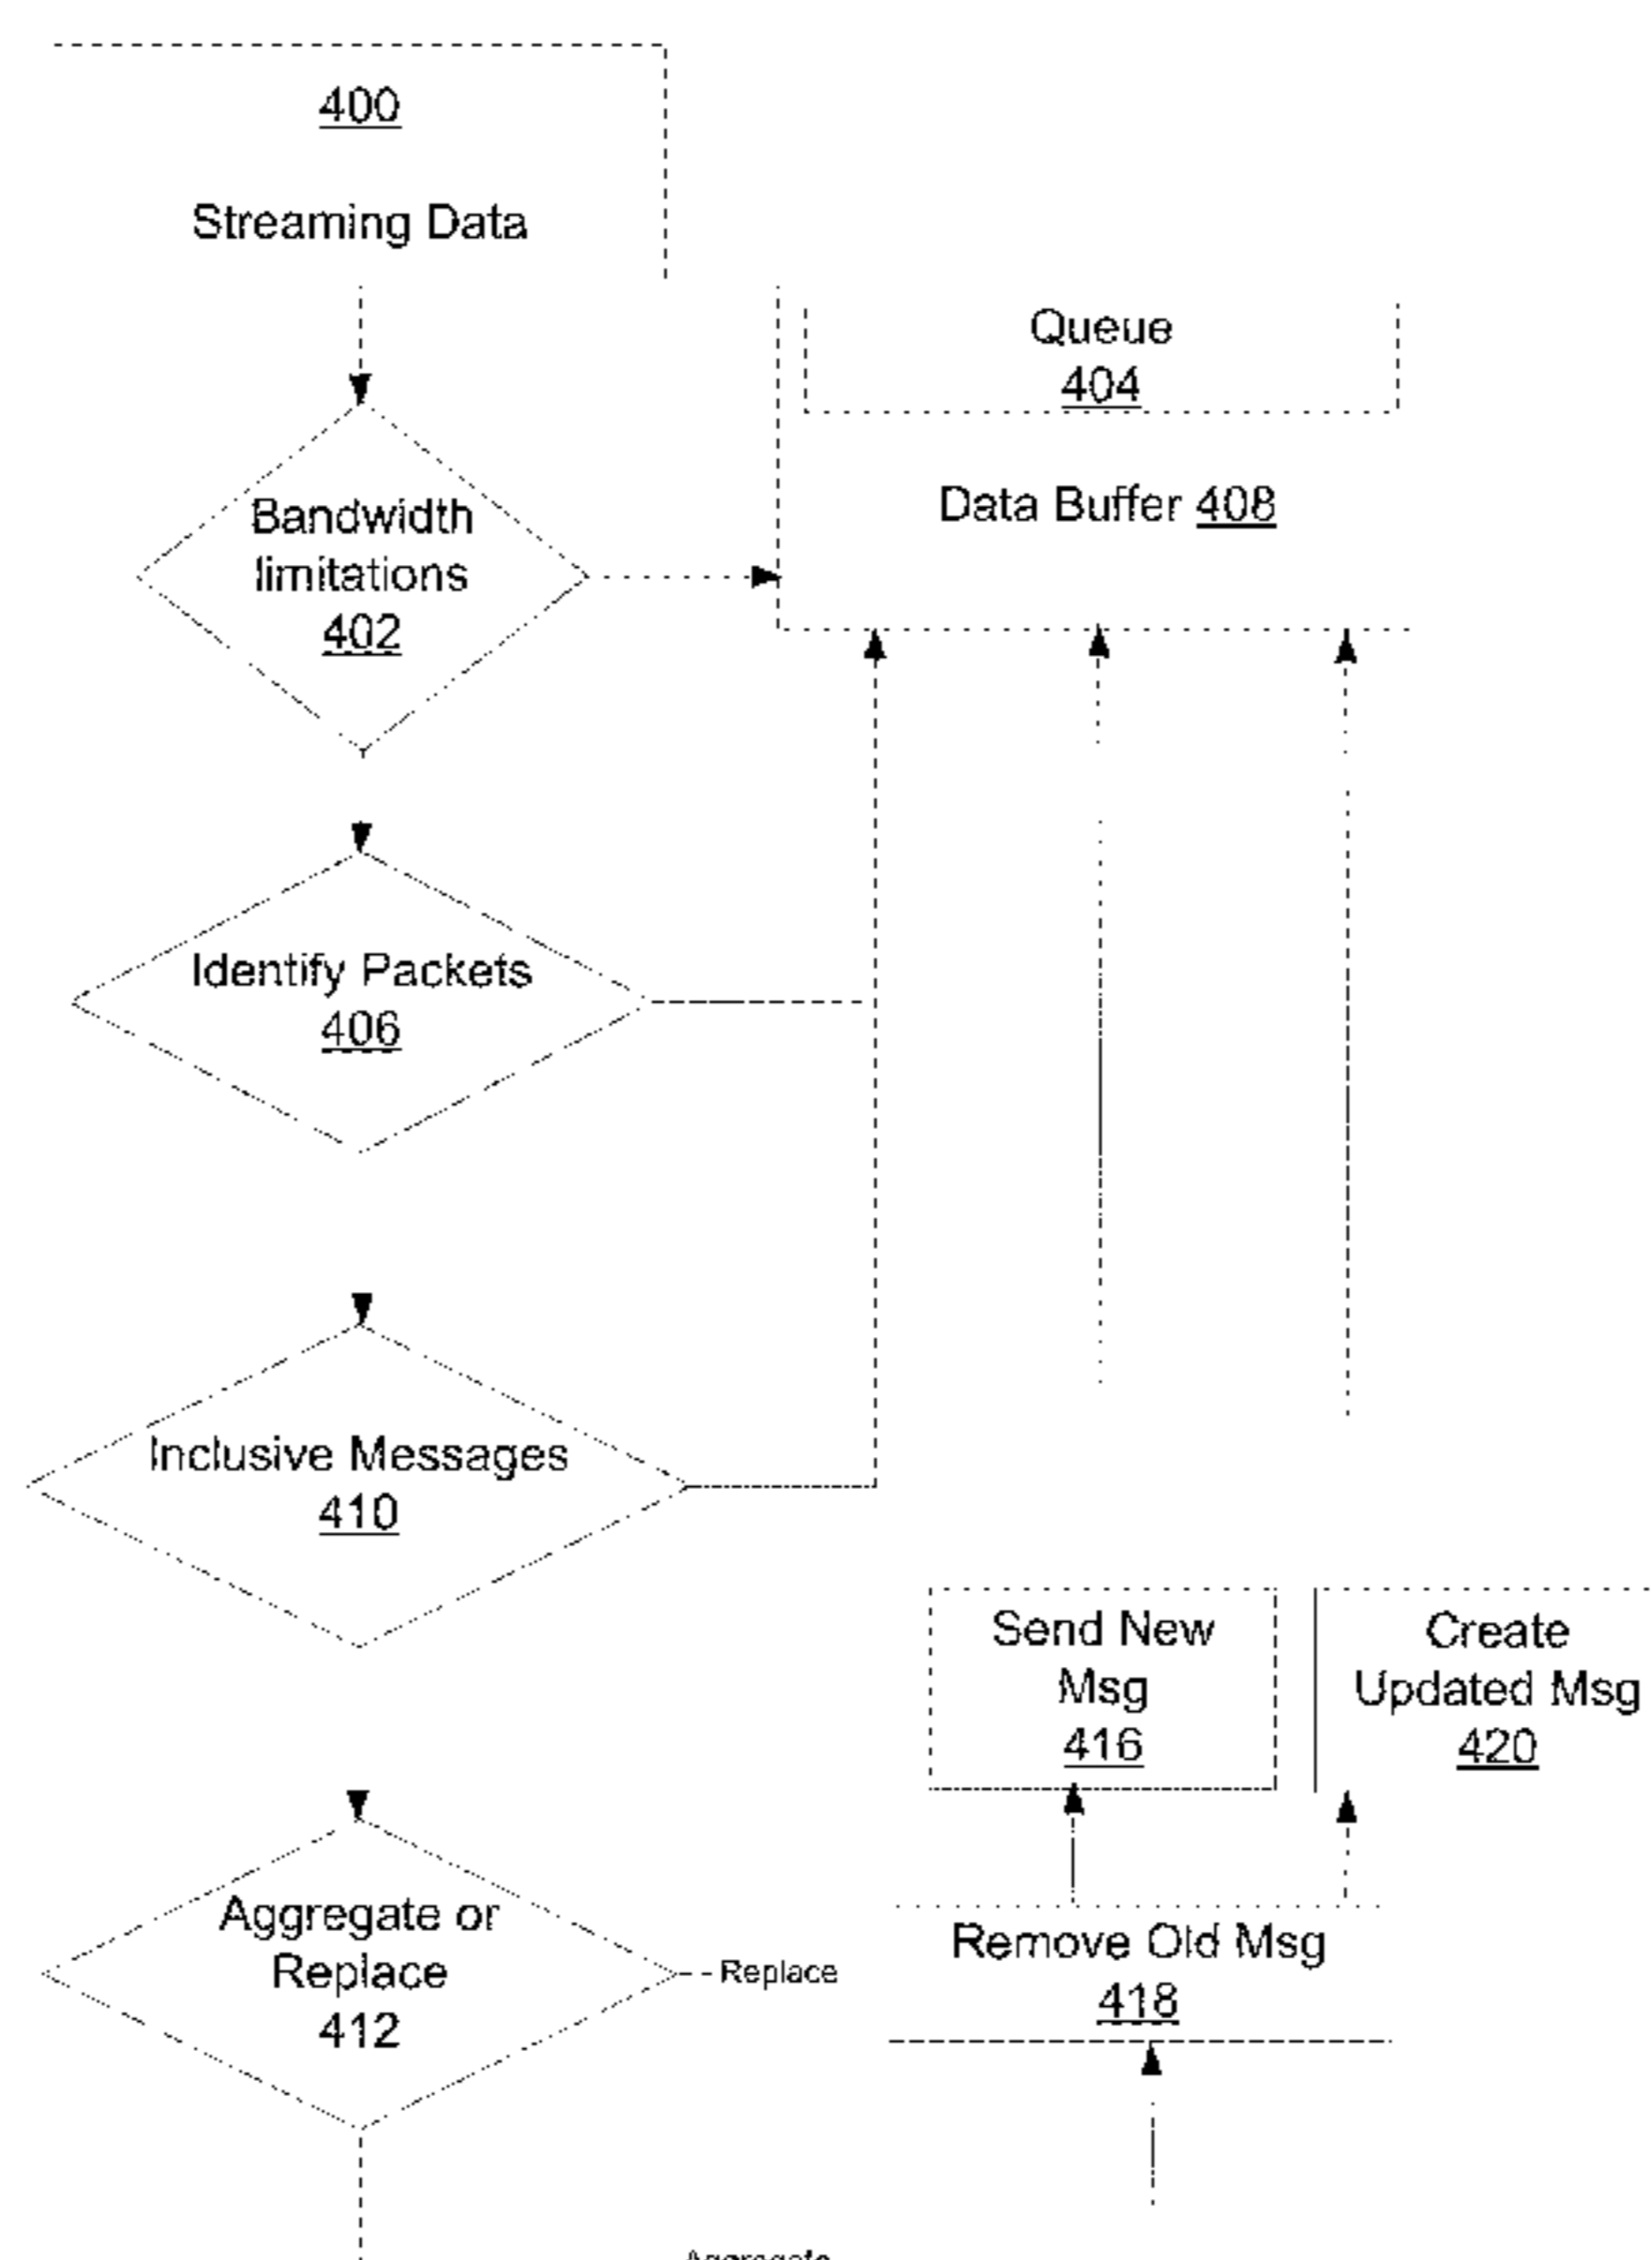 400
Streaming Data
Queue
404
Data Buffer 408
Bandwidth
limitations
402
Identify Packets
406
Inclusive Messages
410
Send New
Msg
416
Create
Updated Msg
420
Aggregate or
Replace
412
Replace
Remove Old Msg
418
Aggregate